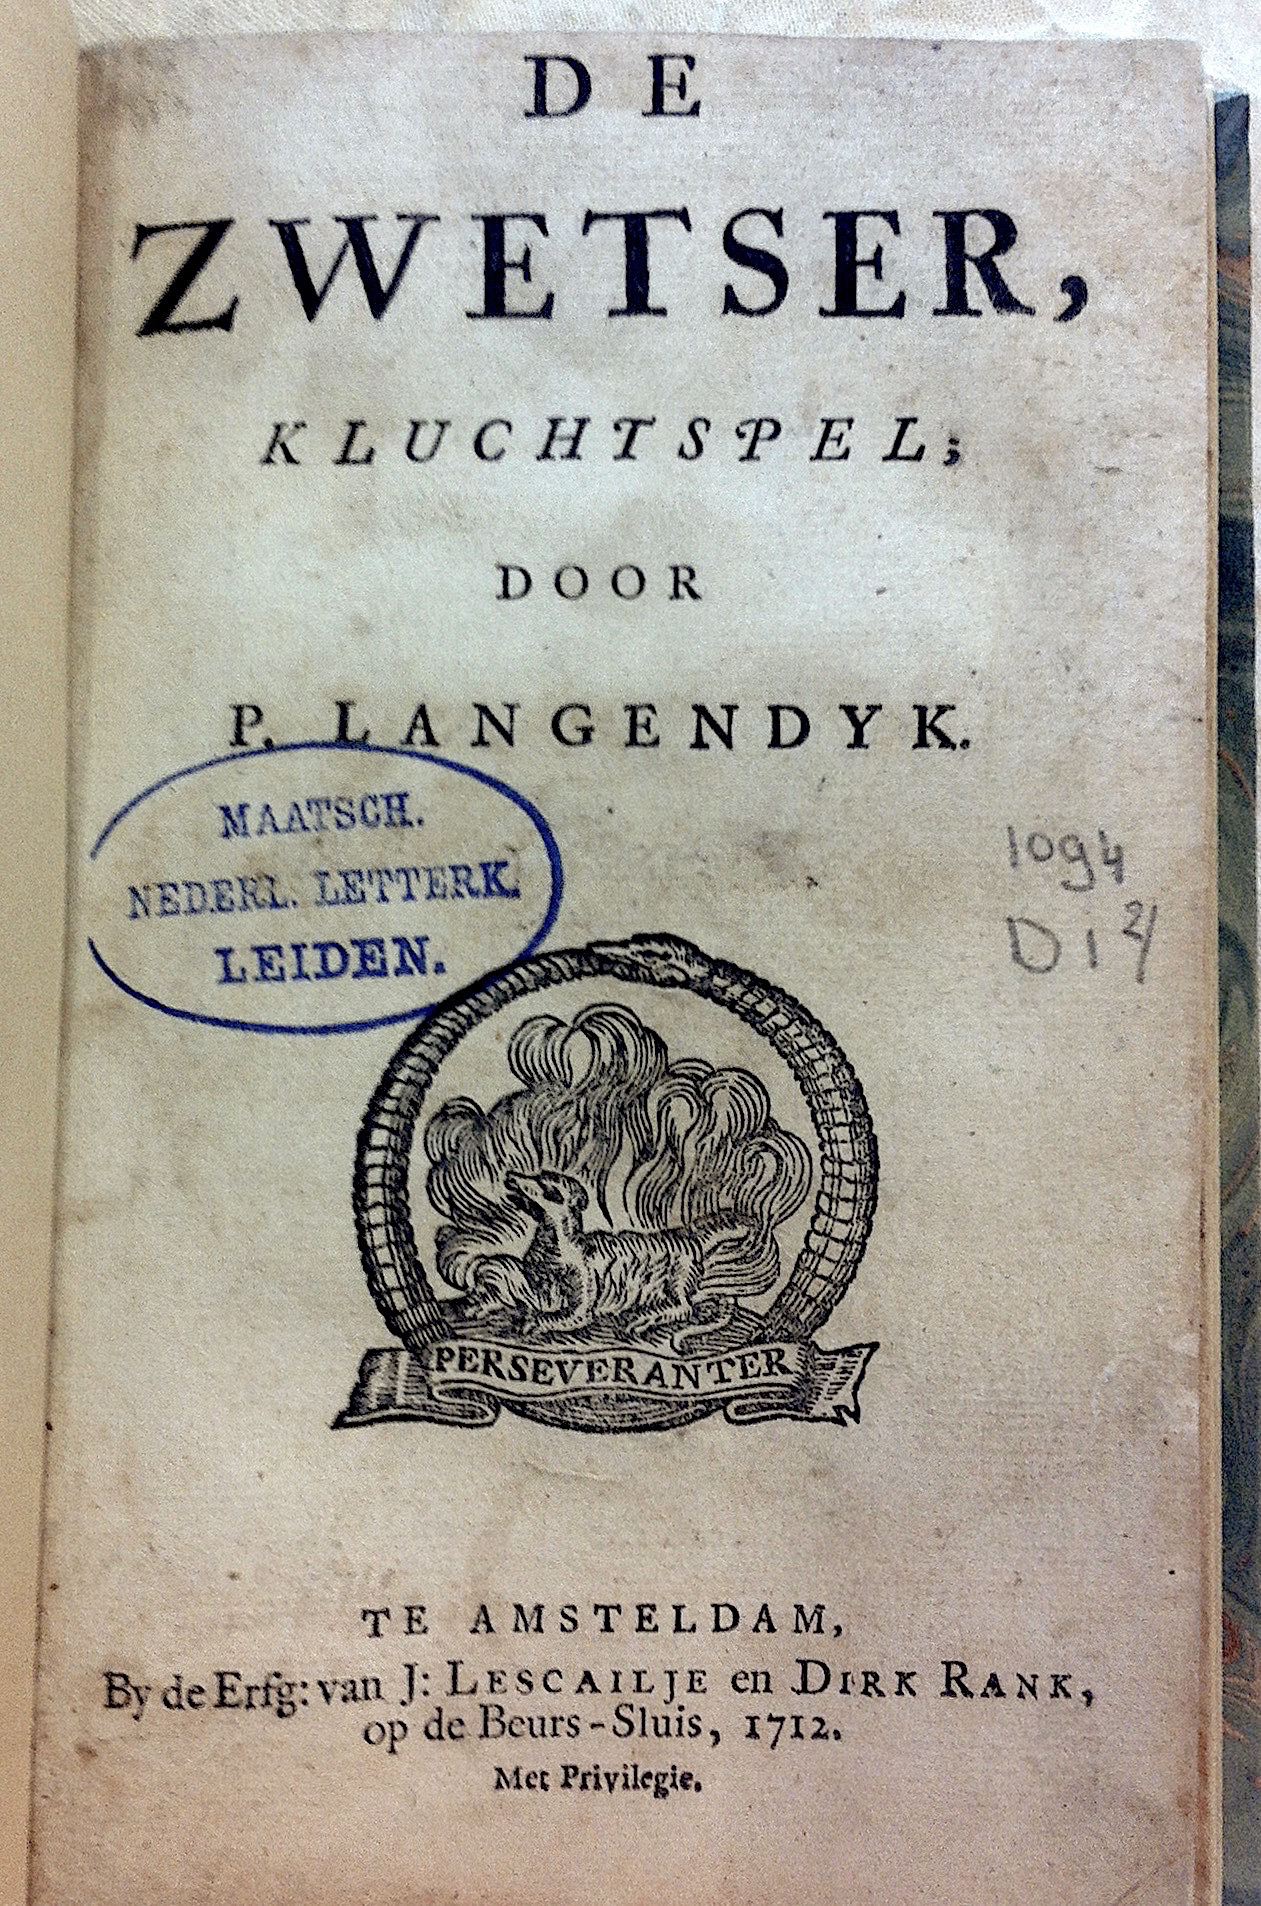 DE
ZWETSER,
KLUCHTSPEL;
DOOR
P. LANGENDYK.
MAATSCH.
NEDERL. LETTERK.
LEIDEN.
1094
D i 2/
PERSEVERANTER
TE AMSTELDAM,
By de Erfg: van J: LESCAILJE en DIRK RANK,
op de Beurs-Sluis, 1712.
Met Privilegie.